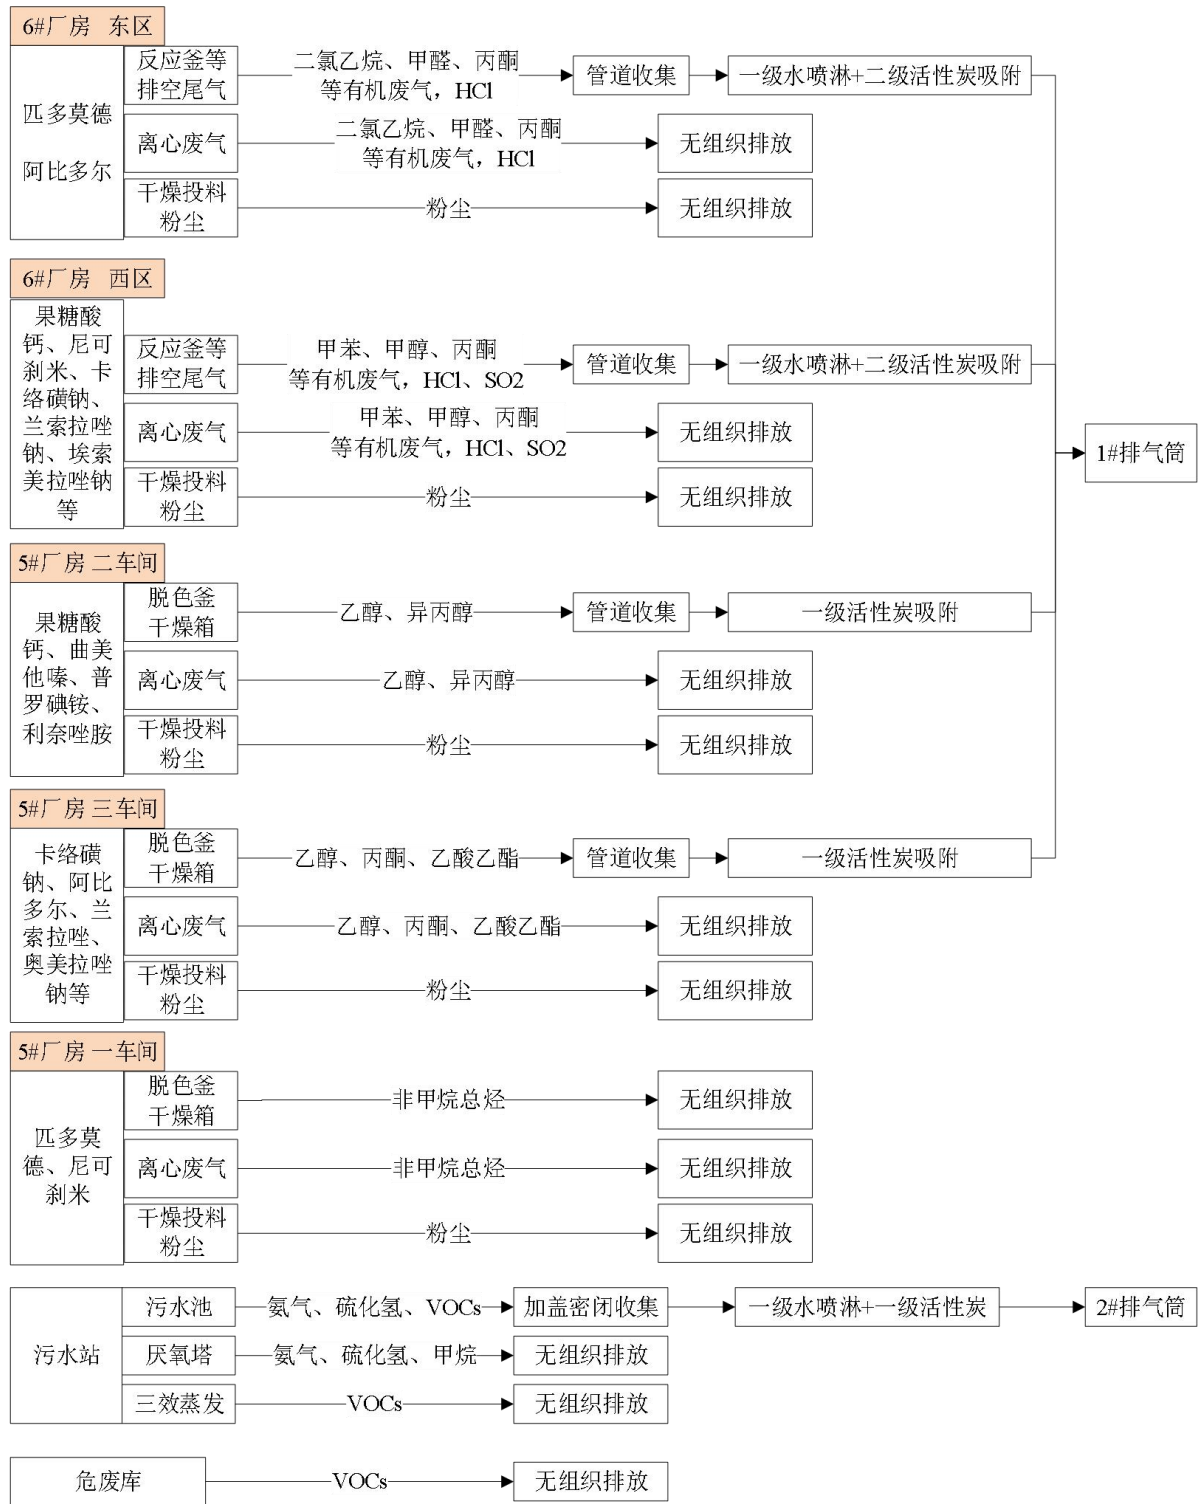 6#厂房 东区
匹多莫德
阿比多尔
反应釜等
排空尾气
二氯乙烷、甲醛、丙酮
等有机废气，HCl
管道收集
一级水喷淋+二级活性炭吸附
离心废气
二氯乙烷、甲醛、丙酮
等有机废气，HCl
无组织排放
干燥投料
粉尘
粉尘
无组织排放
6#厂房 西区
果糖酸
钙、尼可
刹米、卡
络磺钠、
兰索拉唑
钠、埃索
美拉唑钠
等
反应釜等
排空尾气
甲苯、甲醇、丙酮
等有机废气，HCl、SO2
管道收集
一级水喷淋+二级活性炭吸附
离心废气
甲苯、甲醇、丙酮
等有机废气，HCl、SO2
无组织排放
干燥投料
粉尘
粉尘
无组织排放
1#排气筒
5#厂房 二车间
果糖酸
钙、曲美
他嗪、普
罗碘铵、
利奈唑胺
脱色釜
干燥箱
乙醇、异丙醇
管道收集
一级活性炭吸附
离心废气
乙醇、异丙醇
无组织排放
干燥投料
粉尘
粉尘
无组织排放
5#厂房 三车间
卡络磺
钠、阿比
多尔、兰
索拉唑、
奥美拉唑
钠等
脱色釜
干燥箱
乙醇、丙酮、乙酸乙酯
管道收集
一级活性炭吸附
离心废气
乙醇、丙酮、乙酸乙酯
无组织排放
干燥投料
粉尘
粉尘
无组织排放
5#厂房 一车间
匹多莫
德、尼可
刹米
脱色釜
干燥箱
非甲烷总烃
无组织排放
离心废气
非甲烷总烃
无组织排放
干燥投料
粉尘
粉尘
无组织排放
污水站
污水池
氨气、硫化氢、VOCs
加盖密闭收集
一级水喷淋+一级活性炭
2#排气筒
厌氧塔
氨气、硫化氢、甲烷
无组织排放
三效蒸发
VOCs
无组织排放
危废库
VOCs
无组织排放